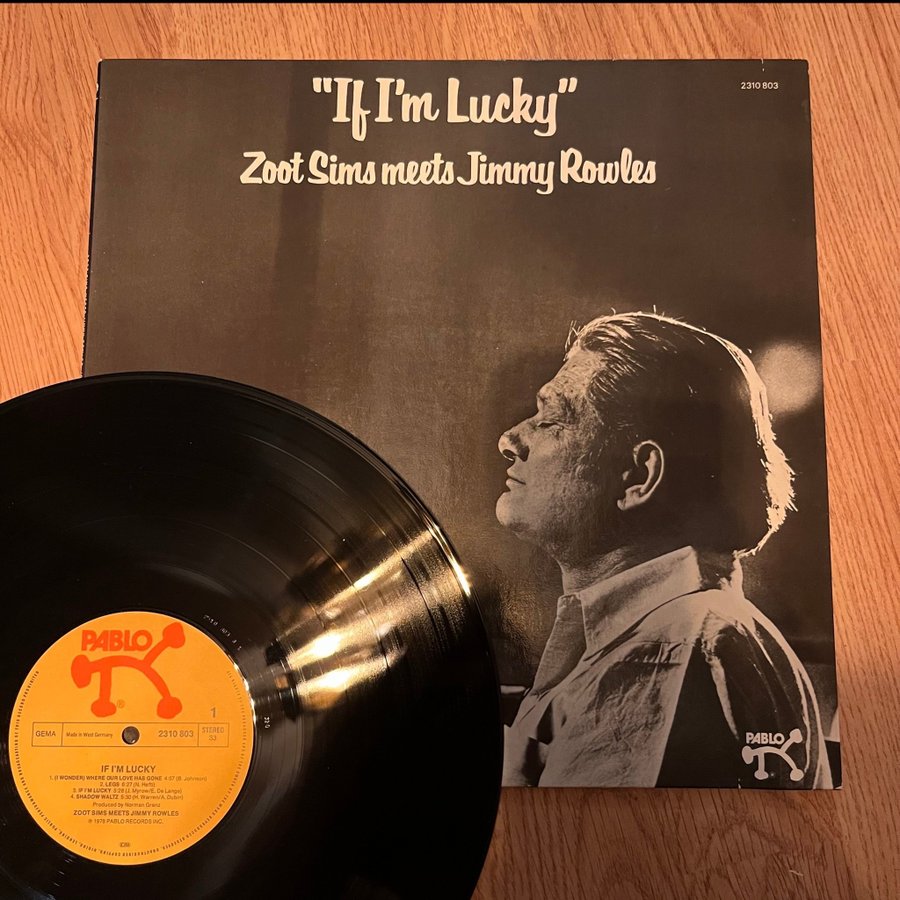 "If I'm Lucky"
2310 803
Zoot Sims meets Jimmy Rowles
PABLO
PABLO
®
1
GEMA
Made in West Germany
2310 803
STEREO
33
IF I'M LUCKY
1. (I WONDER) WHERE OUR LOVE HAS GONE 4:57 (B. Johnson)
2. LEGS 6:27 (N. Hefti)
3. IF I'M LUCKY 5:28 (J. Myrow/E. De Lange)
4. SHADOW WALTZ 5:30 (H. Warren/A. Dubin)
Produced by Norman Granz
ZOOT SIMS MEETS JIMMY ROWLES
℗ 1978 PABLO RECORDS INC.